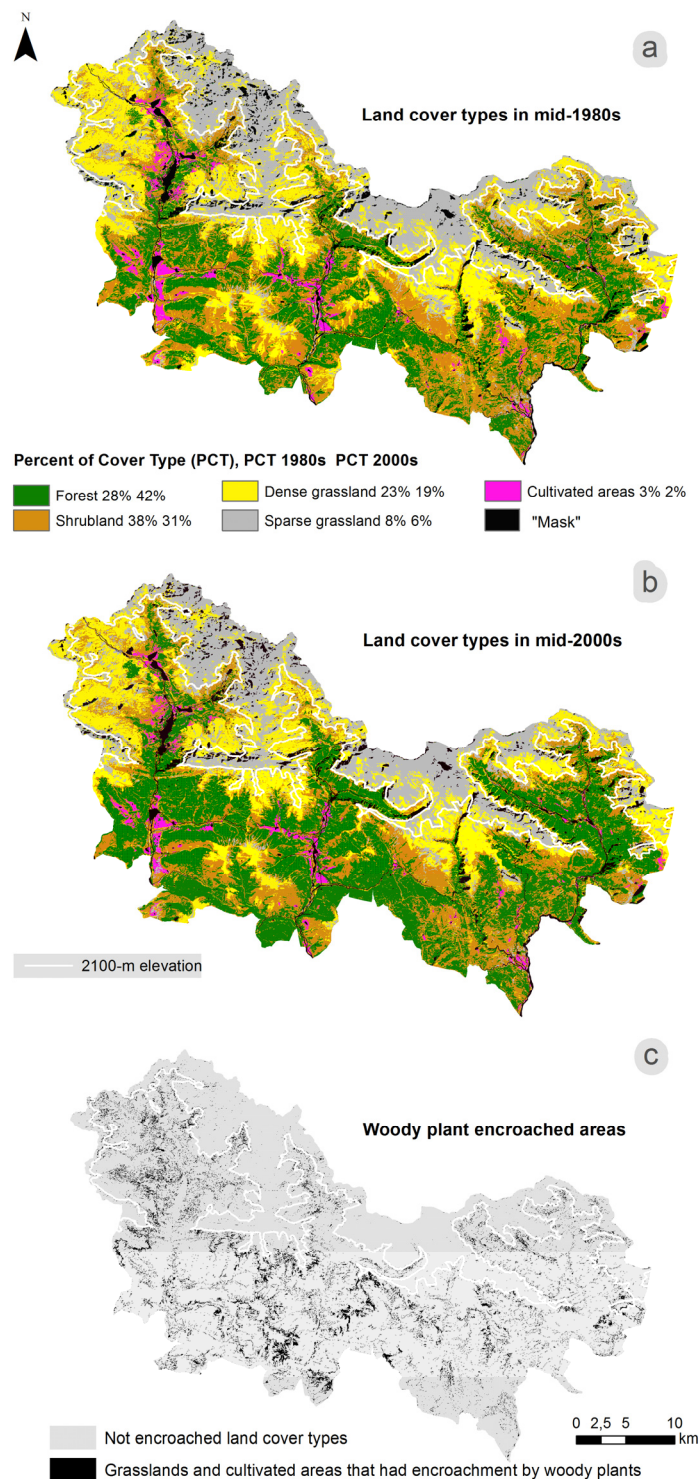 N
a
Land cover types in mid-1980s
Percent of Cover Type (PCT), PCT 1980s PCT 2000s
Forest 28% 42%
Dense grassland 23% 19%
Cultivated areas 3% 2%
Shrubland 38% 31%
Sparse grassland 8% 6%
"Mask"
b
Land cover types in mid-2000s
2100-m elevation
c
Woody plant encroached areas
Not encroached land cover types
0 2,5 5 10
km
Grasslands and cultivated areas that had encroachment by woody plants